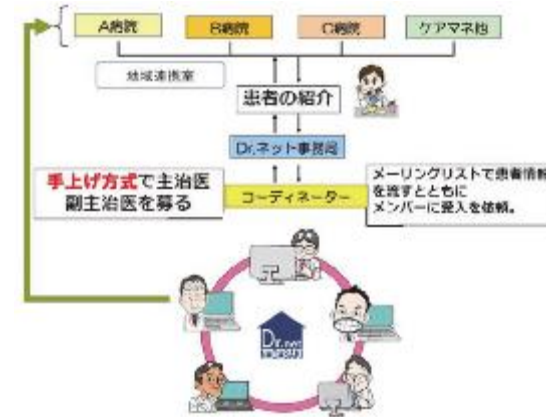 A病院
B病院
C病院
ケアマネ他
地域連携室
患者の紹介
Dr.ネット事務局
手上げ方式で主治医
副主治医を募る
コーディネーター
メーリングリストで患者情報
を流すとともに
メンバーに受入を依頼。
Dr.net